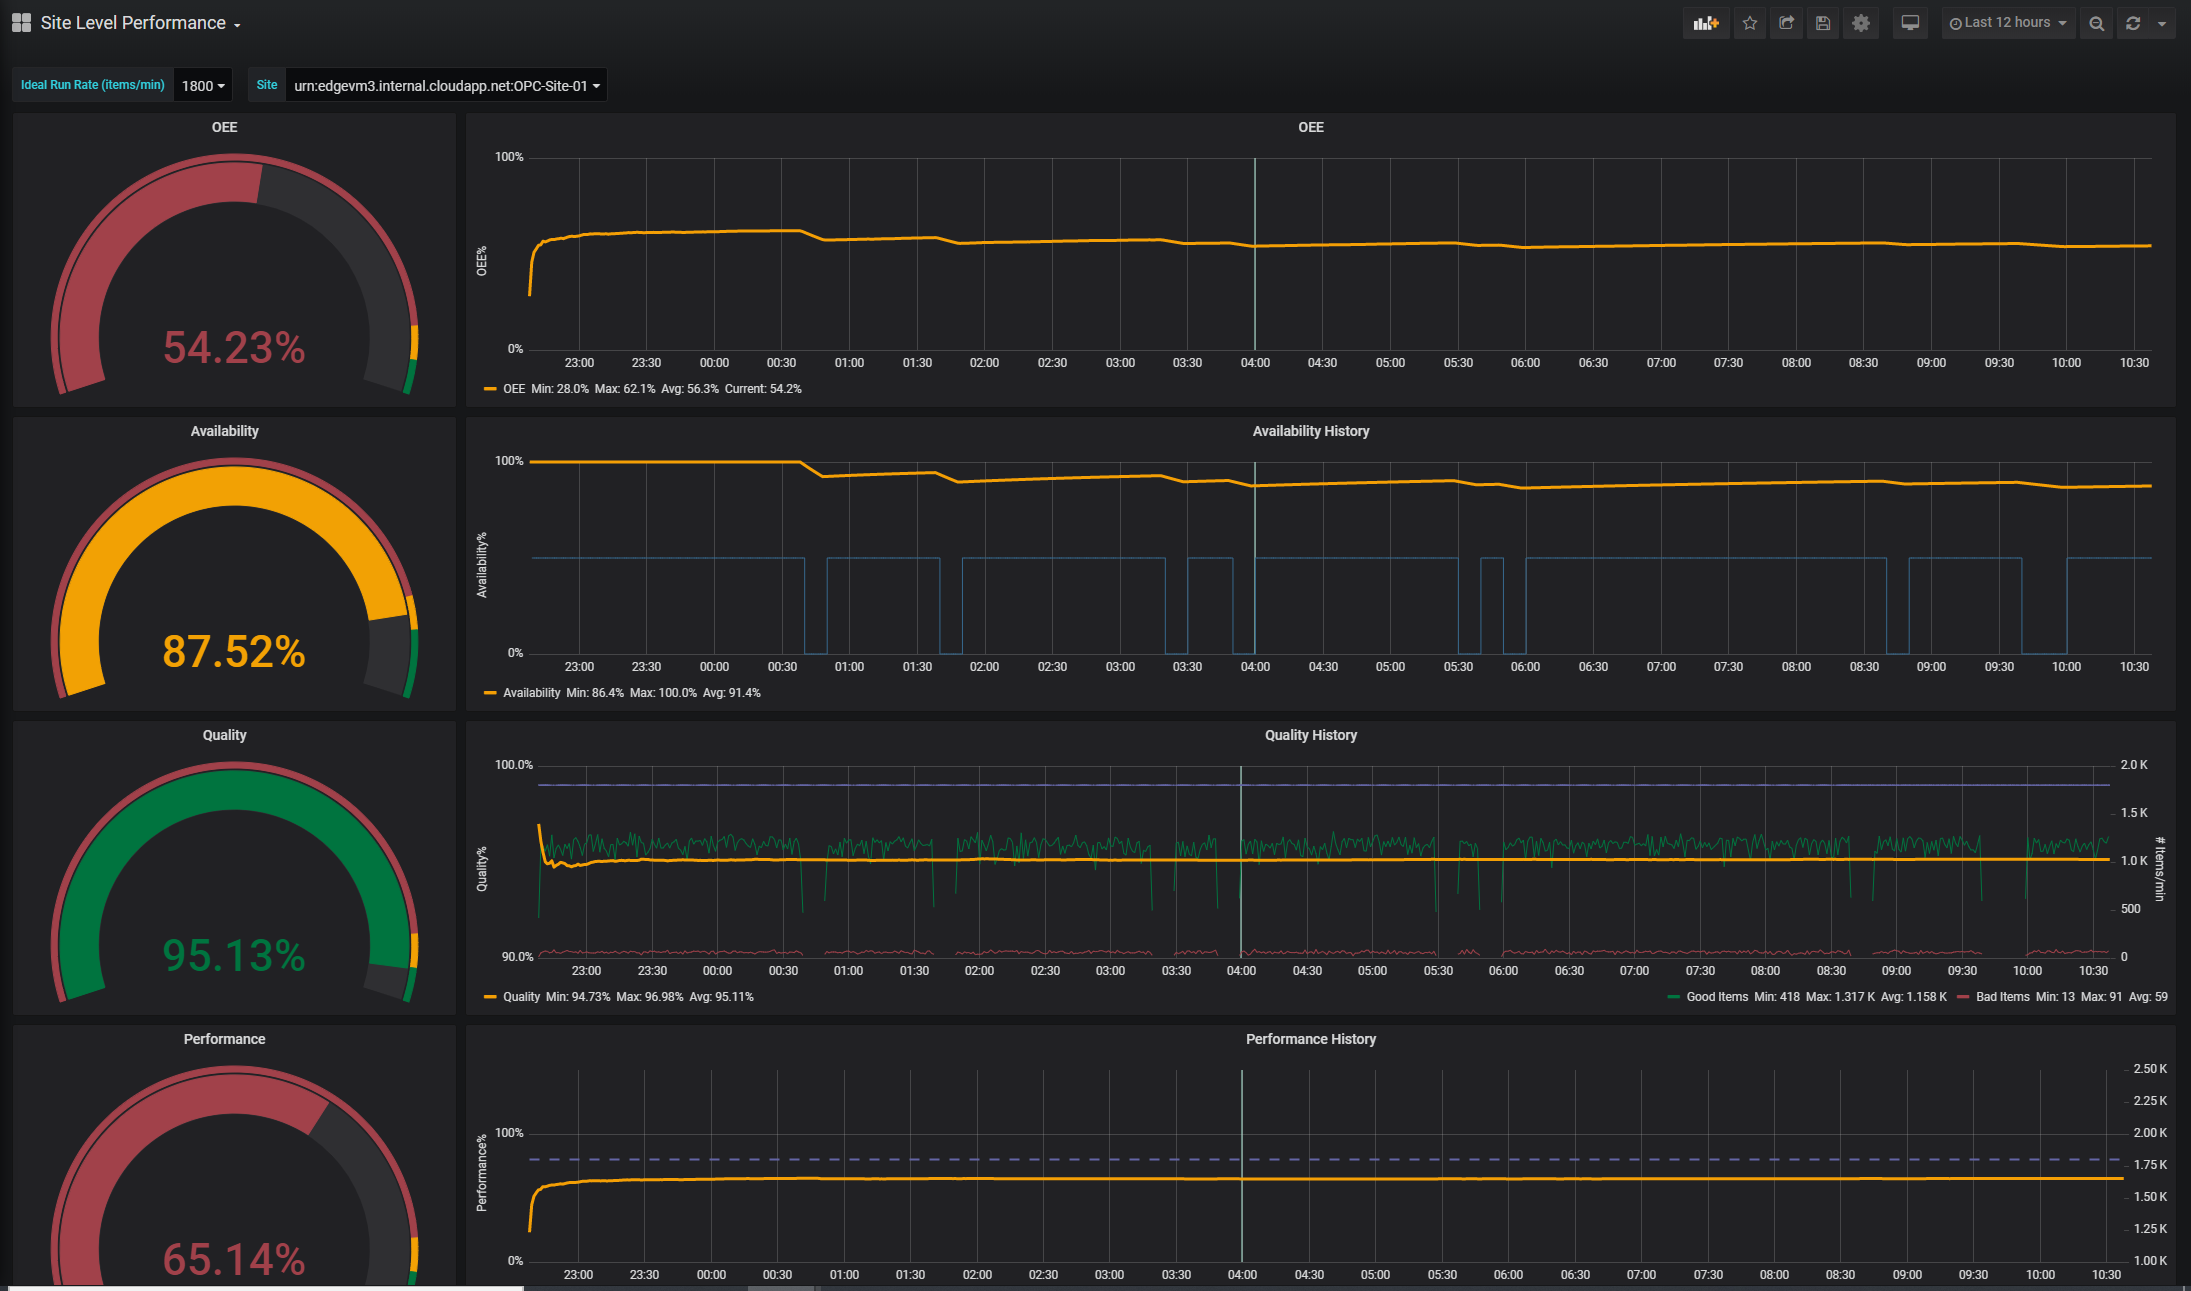 Site Level Performance
Last 12 hours
Ideal Run Rate (items/min) 1800 Site urn:edgevm3.internal.cloudapp.net:OPC-Site-01
OEE
54.23%
OEE
100%
OEE%
0%
23:00 23:30 00:00 00:30 01:00 01:30 02:00 02:30 03:00 03:30 04:00 04:30 05:00 05:30 06:00 06:30 07:00 07:30 08:00 08:30 09:00 09:30 10:00 10:30
OEE Min: 28.0% Max: 62.1% Avg: 56.3% Current: 54.2%
Availability
87.52%
Availability History
100%
Availability%
0%
23:00 23:30 00:00 00:30 01:00 01:30 02:00 02:30 03:00 03:30 04:00 04:30 05:00 05:30 06:00 06:30 07:00 07:30 08:00 08:30 09:00 09:30 10:00 10:30
Availability Min: 86.4% Max: 100.0% Avg: 91.4%
Quality
95.13%
Quality History
100.0%
Quality%
90.0%
2.0 K
1.5 K
1.0 K
500
0
# Items/min
23:00 23:30 00:00 00:30 01:00 01:30 02:00 02:30 03:00 03:30 04:00 04:30 05:00 05:30 06:00 06:30 07:00 07:30 08:00 08:30 09:00 09:30 10:00 10:30
Quality Min: 94.73% Max: 96.98% Avg: 95.11%
Good Items Min: 418 Max: 1.317 K Avg: 1.158 K Bad Items Min: 13 Max: 91 Avg: 59
Performance
65.14%
Performance History
100%
Performance%
0%
2.50 K
2.25 K
2.00 K
1.75 K
1.50 K
1.25 K
1.00 K
23:00 23:30 00:00 00:30 01:00 01:30 02:00 02:30 03:00 03:30 04:00 04:30 05:00 05:30 06:00 06:30 07:00 07:30 08:00 08:30 09:00 09:30 10:00 10:30